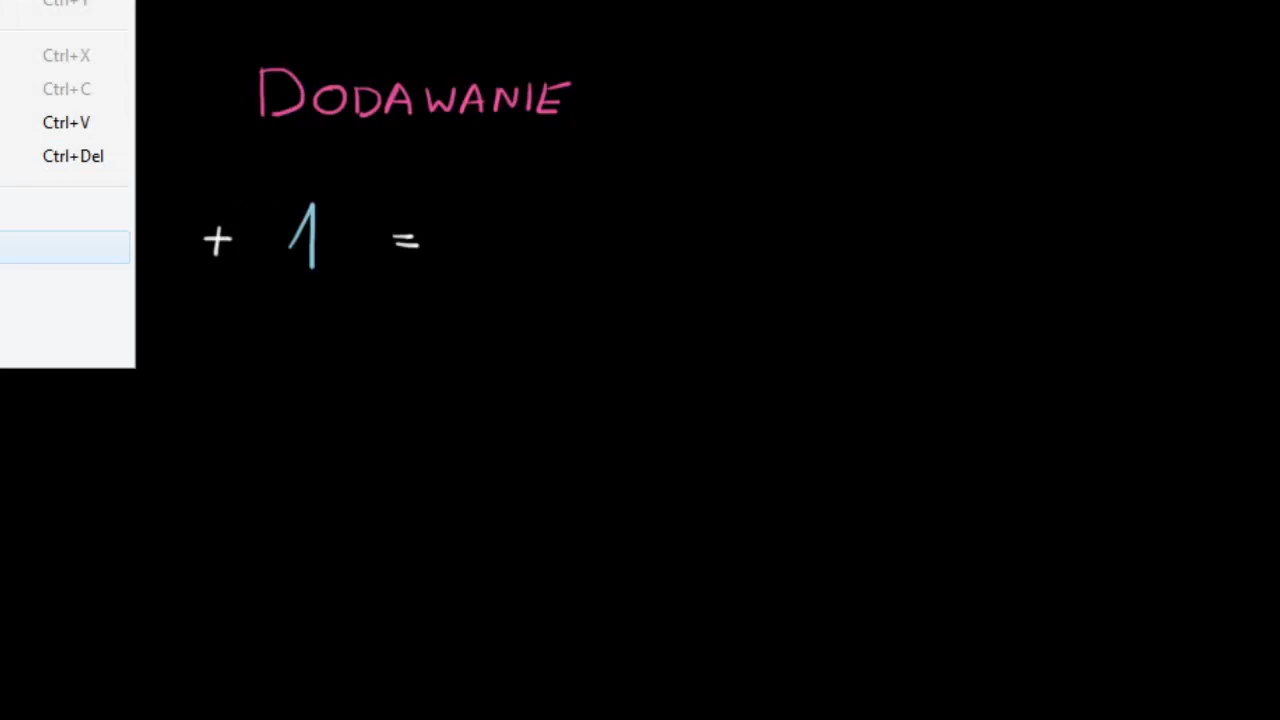 Ctrl+X
Ctrl+C
Ctrl+V
Ctrl+Del
DODAWANIE
+ 1 =